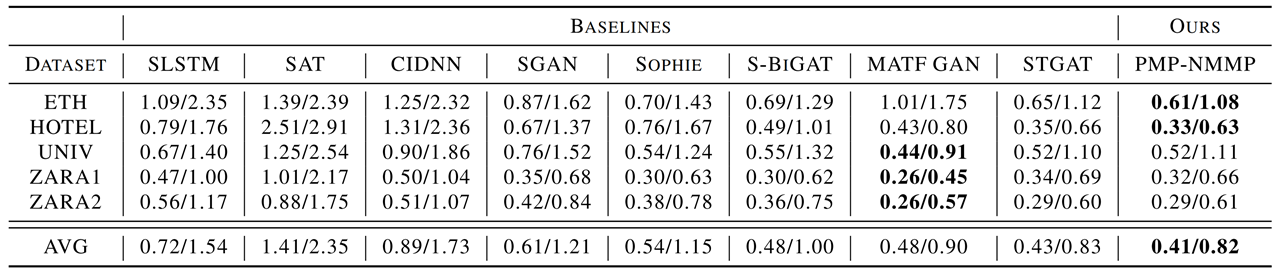 BASELINES OURS
DATASET SLSTM SAT CIDNN SGAN SOPHIE S-BIGAT MATF GAN STGAT PMP-NMMP
ETH 1.09/2.35 1.39/2.39 1.25/2.32 0.87/1.62 0.70/1.43 0.69/1.29 1.01/1.75 0.65/1.12 0.61/1.08
HOTEL 0.79/1.76 2.51/2.91 1.31/2.36 0.67/1.37 0.76/1.67 0.49/1.01 0.43/0.80 0.35/0.66 0.33/0.63
UNIV 0.67/1.40 1.25/2.54 0.90/1.86 0.76/1.52 0.54/1.24 0.55/1.32 0.44/0.91 0.52/1.10 0.52/1.11
ZARA1 0.47/1.00 1.01/2.17 0.50/1.04 0.35/0.68 0.30/0.63 0.30/0.62 0.26/0.45 0.34/0.69 0.32/0.66
ZARA2 0.56/1.17 0.88/1.75 0.51/1.07 0.42/0.84 0.38/0.78 0.36/0.75 0.26/0.57 0.29/0.60 0.29/0.61
AVG 0.72/1.54 1.41/2.35 0.89/1.73 0.61/1.21 0.54/1.15 0.48/1.00 0.48/0.90 0.43/0.83 0.41/0.82